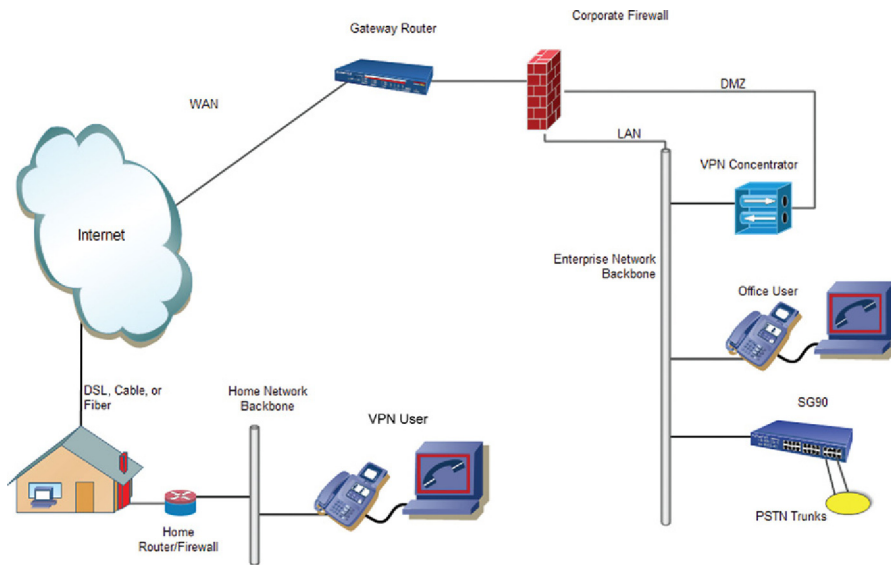 Corporate Firewall
Gateway Router
WAN
DMZ
LAN
VPN Concentrator
Internet
Enterprise Network
Backbone
Office User
DSL, Cable, or
Fiber
Home Network
Backbone
VPN User
SG90
Home
Router/Firewall
PSTN Trunks